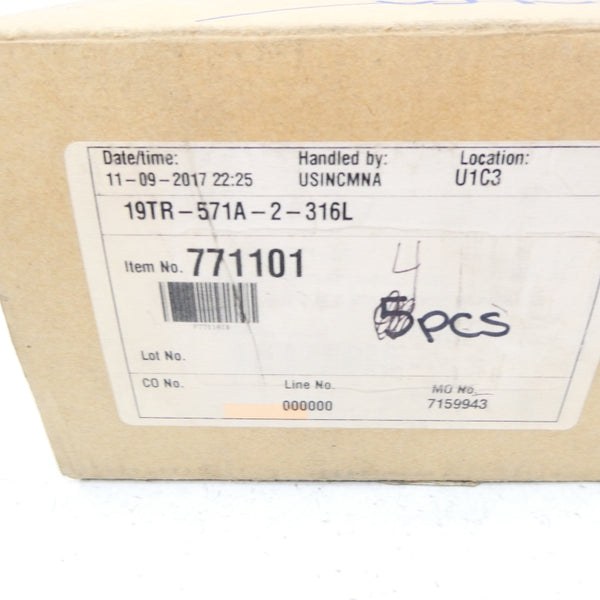 Date/time: Handled by: Location:
11-09-2017 22:25 USINCMNA U1C3
19TR-571A-2-316L
Item No. 771101
4
5 PCS
Lot No.
CO No. Line No. MO No.
000000 7159943